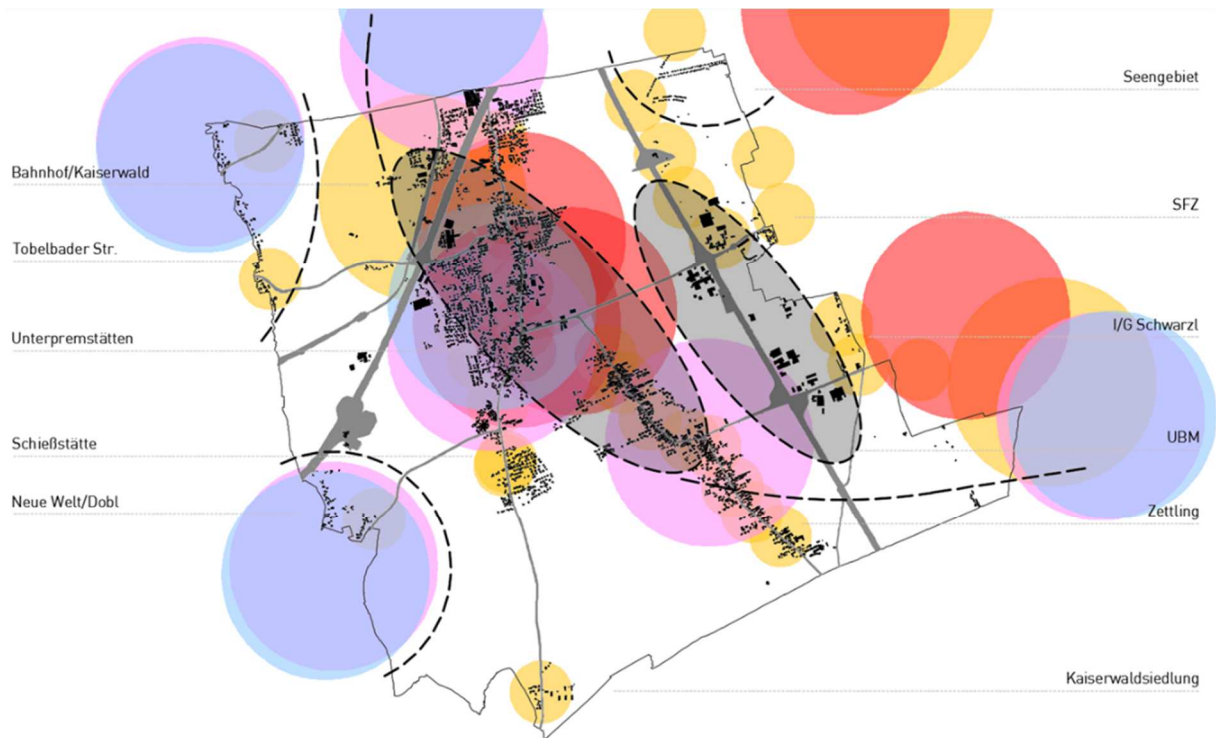 Seengebiet
Bahnhof/Kaiserwald
SFZ
Tobelbader Str.
I/G Schwarzl
Unterpremstätten
UBM
Schießstätte
Neue Welt/Dobl
Zettling
Kaiserwaldsiedlung